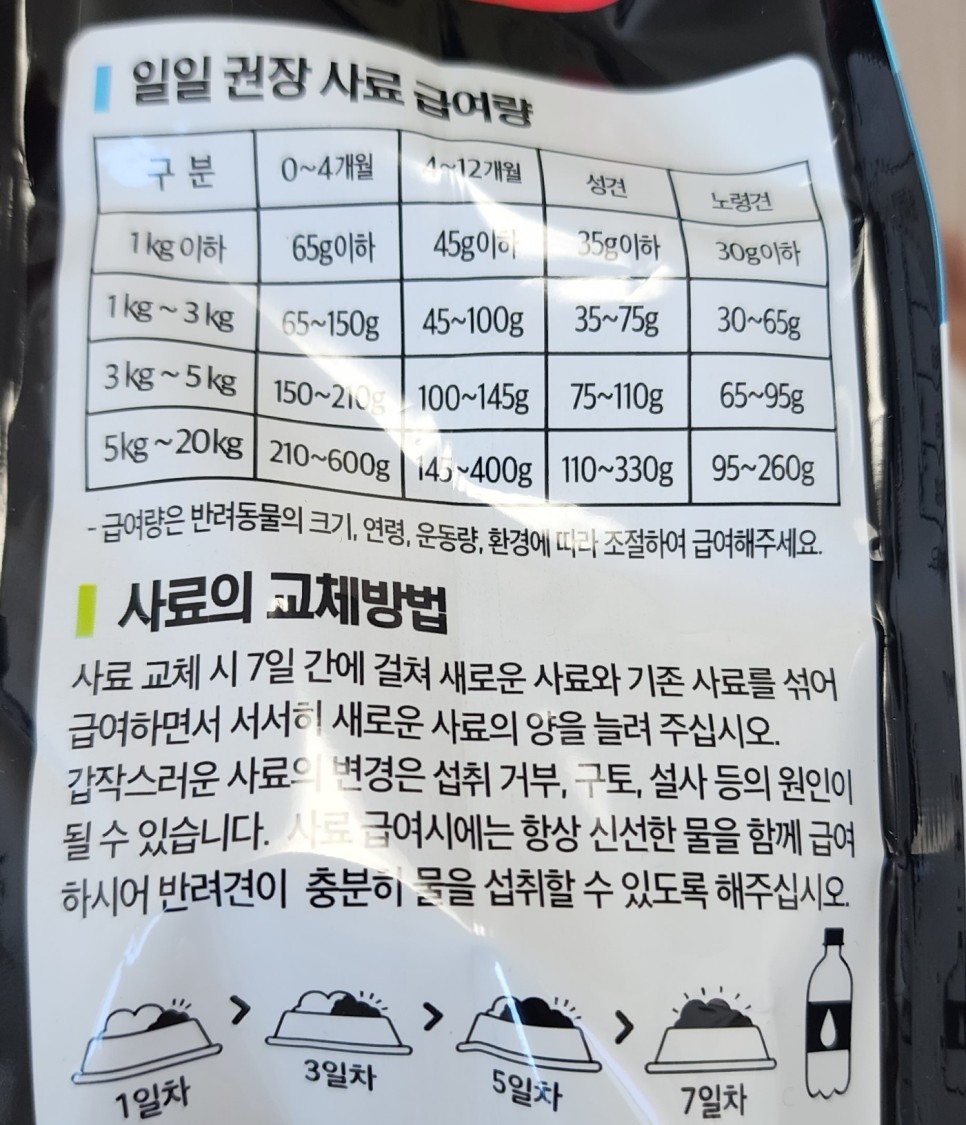 일일 권장 사료 급여량
구 분 0~4개월 4~12개월 성견 노령견
1kg이하 65g이하 45g이하 35g이하 30g이하
1kg~3kg 65~150g 45~100g 35~75g 30~65g
3kg~5kg 150~210g 100~145g 75~110g 65~95g
5kg~20kg 210~600g 145~400g 110~330g 95~260g
- 급여량은 반려동물의 크기, 연령, 운동량, 환경에 따라 조절하여 급여해주세요.
사료의 교체방법
사료 교체 시 7일 간에 걸쳐 새로운 사료와 기존 사료를 섞어
급여하면서 서서히 새로운 사료의 양을 늘려 주십시오.
갑작스러운 사료의 변경은 섭취 거부, 구토, 설사 등의 원인이
될 수 있습니다. 사료 급여시에는 항상 신선한 물을 함께 급여
하시어 반려견이 충분히 물을 섭취할 수 있도록 해주십시오.
1일차 > 3일차 > 5일차 > 7일차